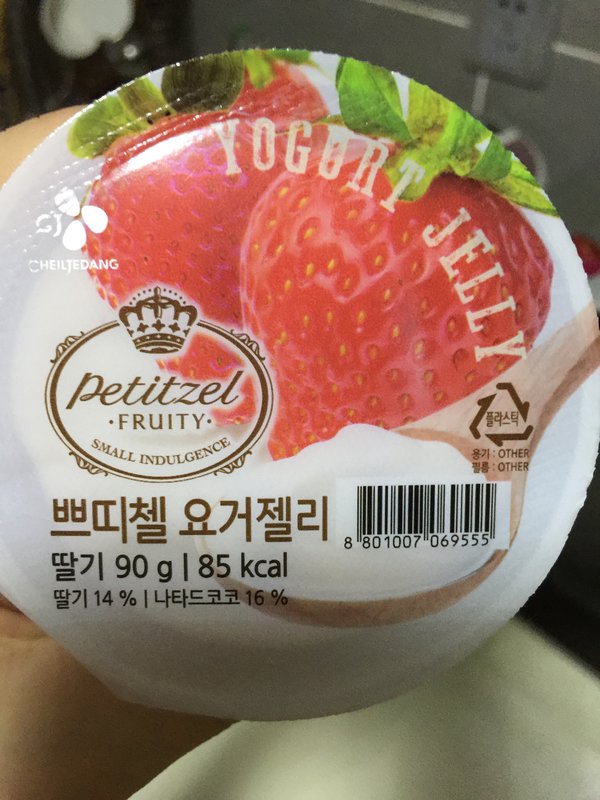 YOGURT JELLY
CJ
CHEILJEDANG
Petitzel
·FRUITY·
SMALL INDULGENCE
플라스틱
용기 : OTHER
필름 : OTHER
쁘띠첼 요거젤리
8 801007 069555
딸기 90 g | 85 kcal
딸기 14 % | 나타드코코 16 %